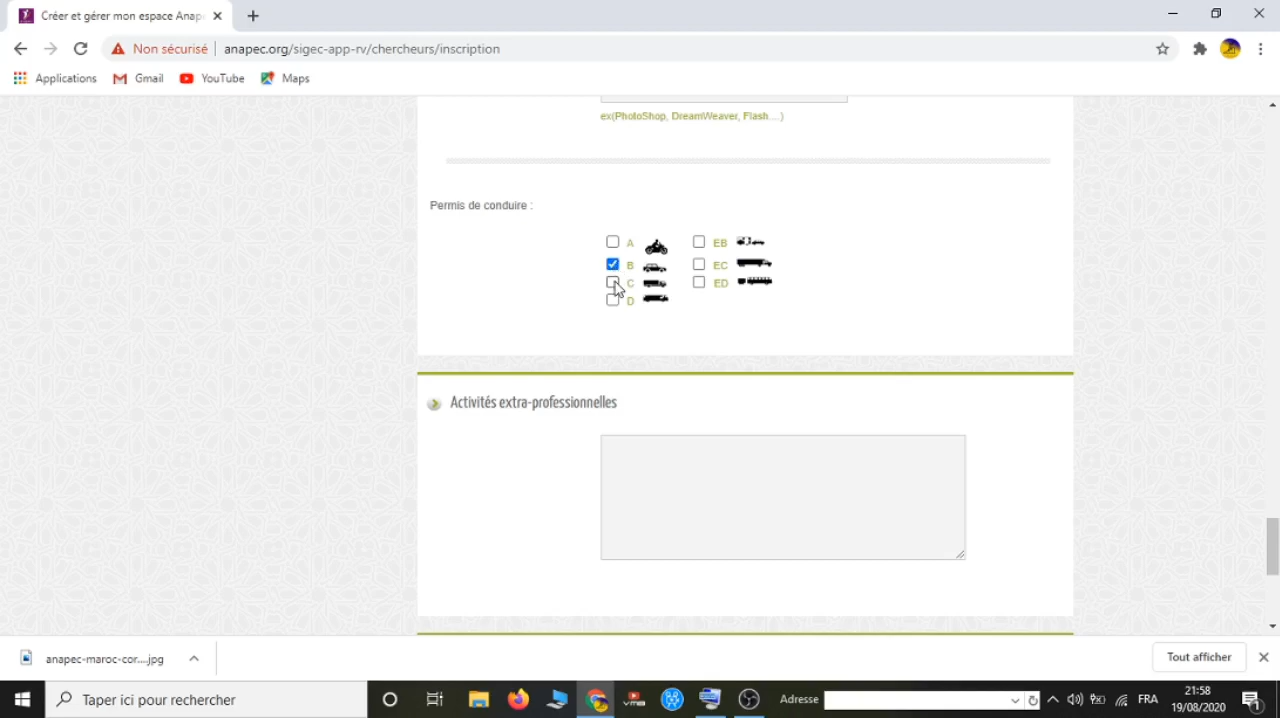 Créer et gérer mon espace Anap
Non sécurisé
anapec.org/sigec-app-rv/chercheurs/inscription
Applications
Gmail
YouTube
Maps
ex(PhotoShop, DreamWeaver, Flash....)
Permis de conduire :
A
EB
B
EC
C
ED
D
Activités extra-professionnelles
anapec-maroc-cor....jpg
Tout afficher
Taper ici pour rechercher
Adresse
FRA
21:58
19/08/2020